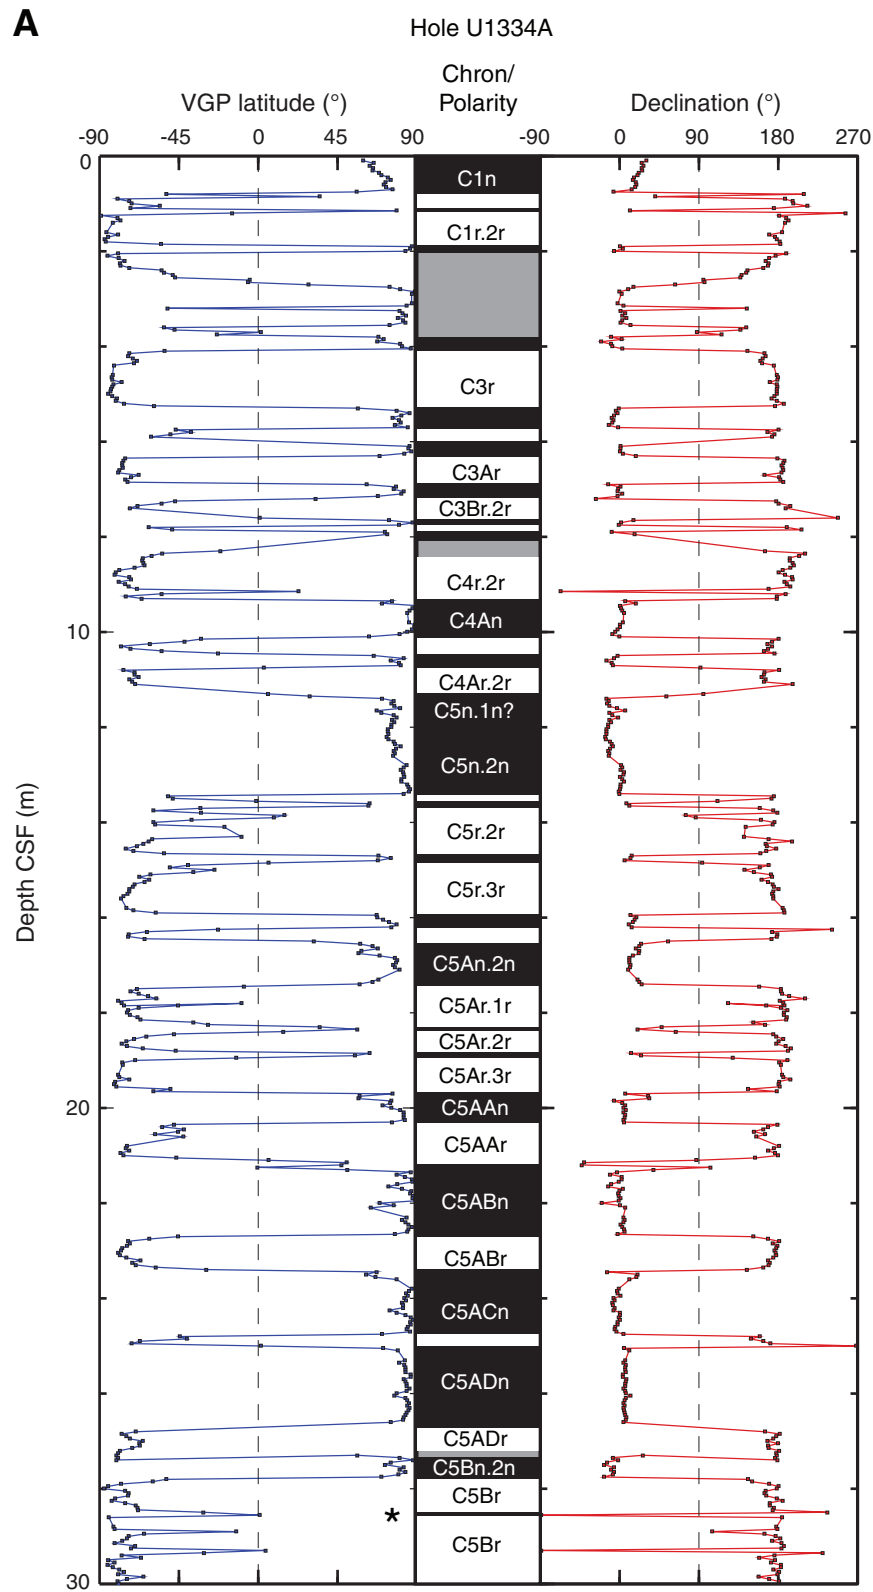 A
Hole U1334A
Chron/
Polarity
VGP latitude (°)
Declination (°)
-90 -45 0 45 90 -90 0 90 180 270
0
C1n
C1r.2r
C3r
C3Ar
C3Br.2r
C4r.2r
C4An
10
C4Ar.2r
C5n.1n?
C5n.2n
C5r.2r
Depth CSF (m)
C5r.3r
C5An.2n
C5Ar.1r
C5Ar.2r
C5Ar.3r
20
C5AAn
C5AAr
C5ABn
C5ABr
C5ACn
C5ADn
C5ADr
C5Bn.2n
C5Br
*
C5Br
30